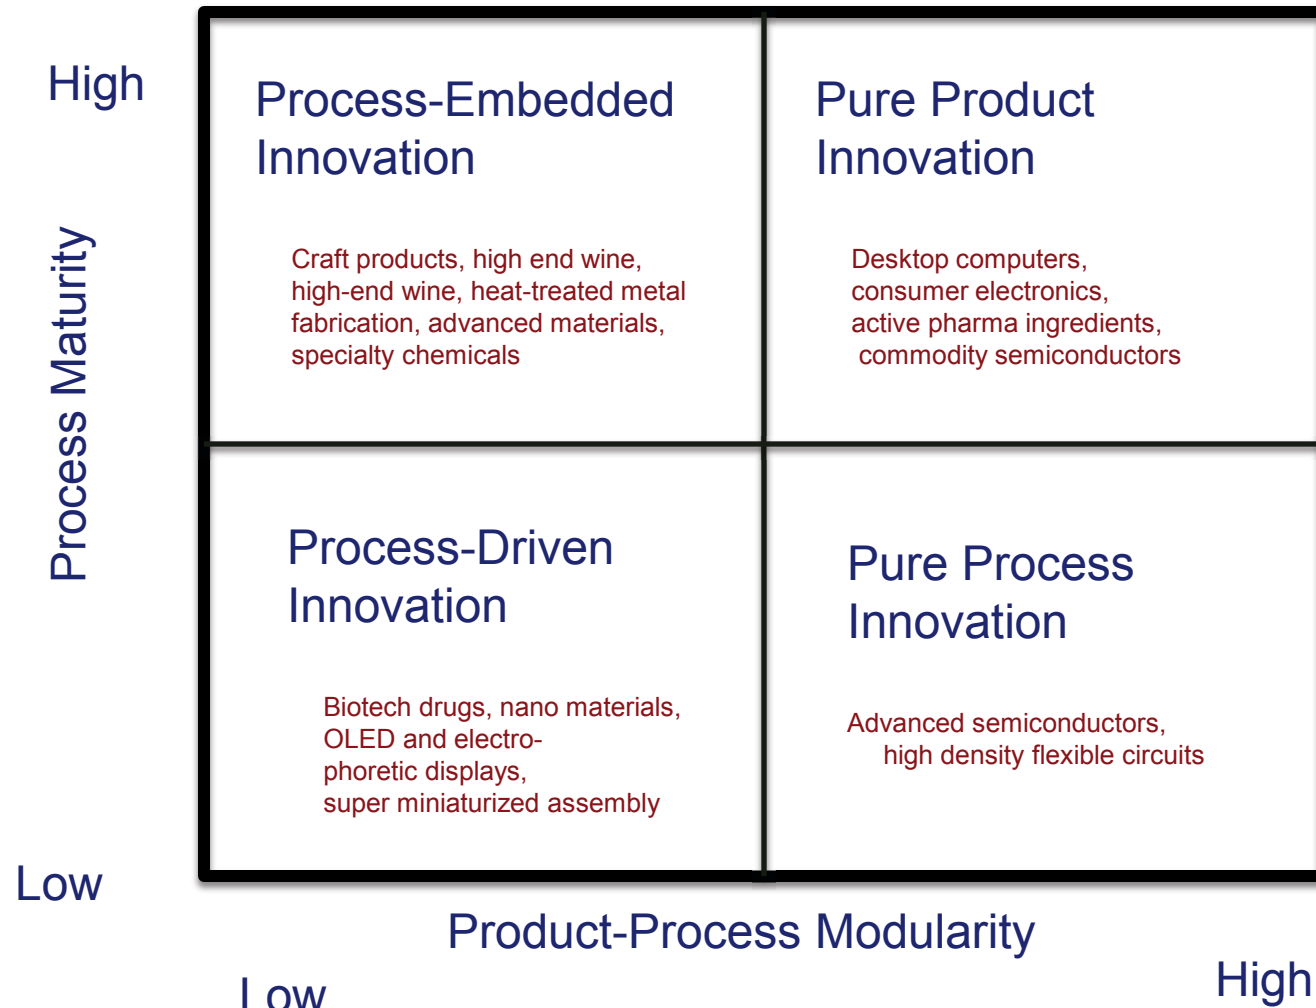 High
Process-Embedded
Innovation
Craft products, high end wine,
high-end wine, heat-treated metal
fabrication, advanced materials,
specialty chemicals
Pure Product
Innovation
Desktop computers,
consumer electronics,
active pharma ingredients,
commodity semiconductors
Process Maturity
Process-Driven
Innovation
Biotech drugs, nano materials,
OLED and electro-
phoretic displays,
super miniaturized assembly
Pure Process
Innovation
Advanced semiconductors,
high density flexible circuits
Low
Product-Process Modularity
Low
High